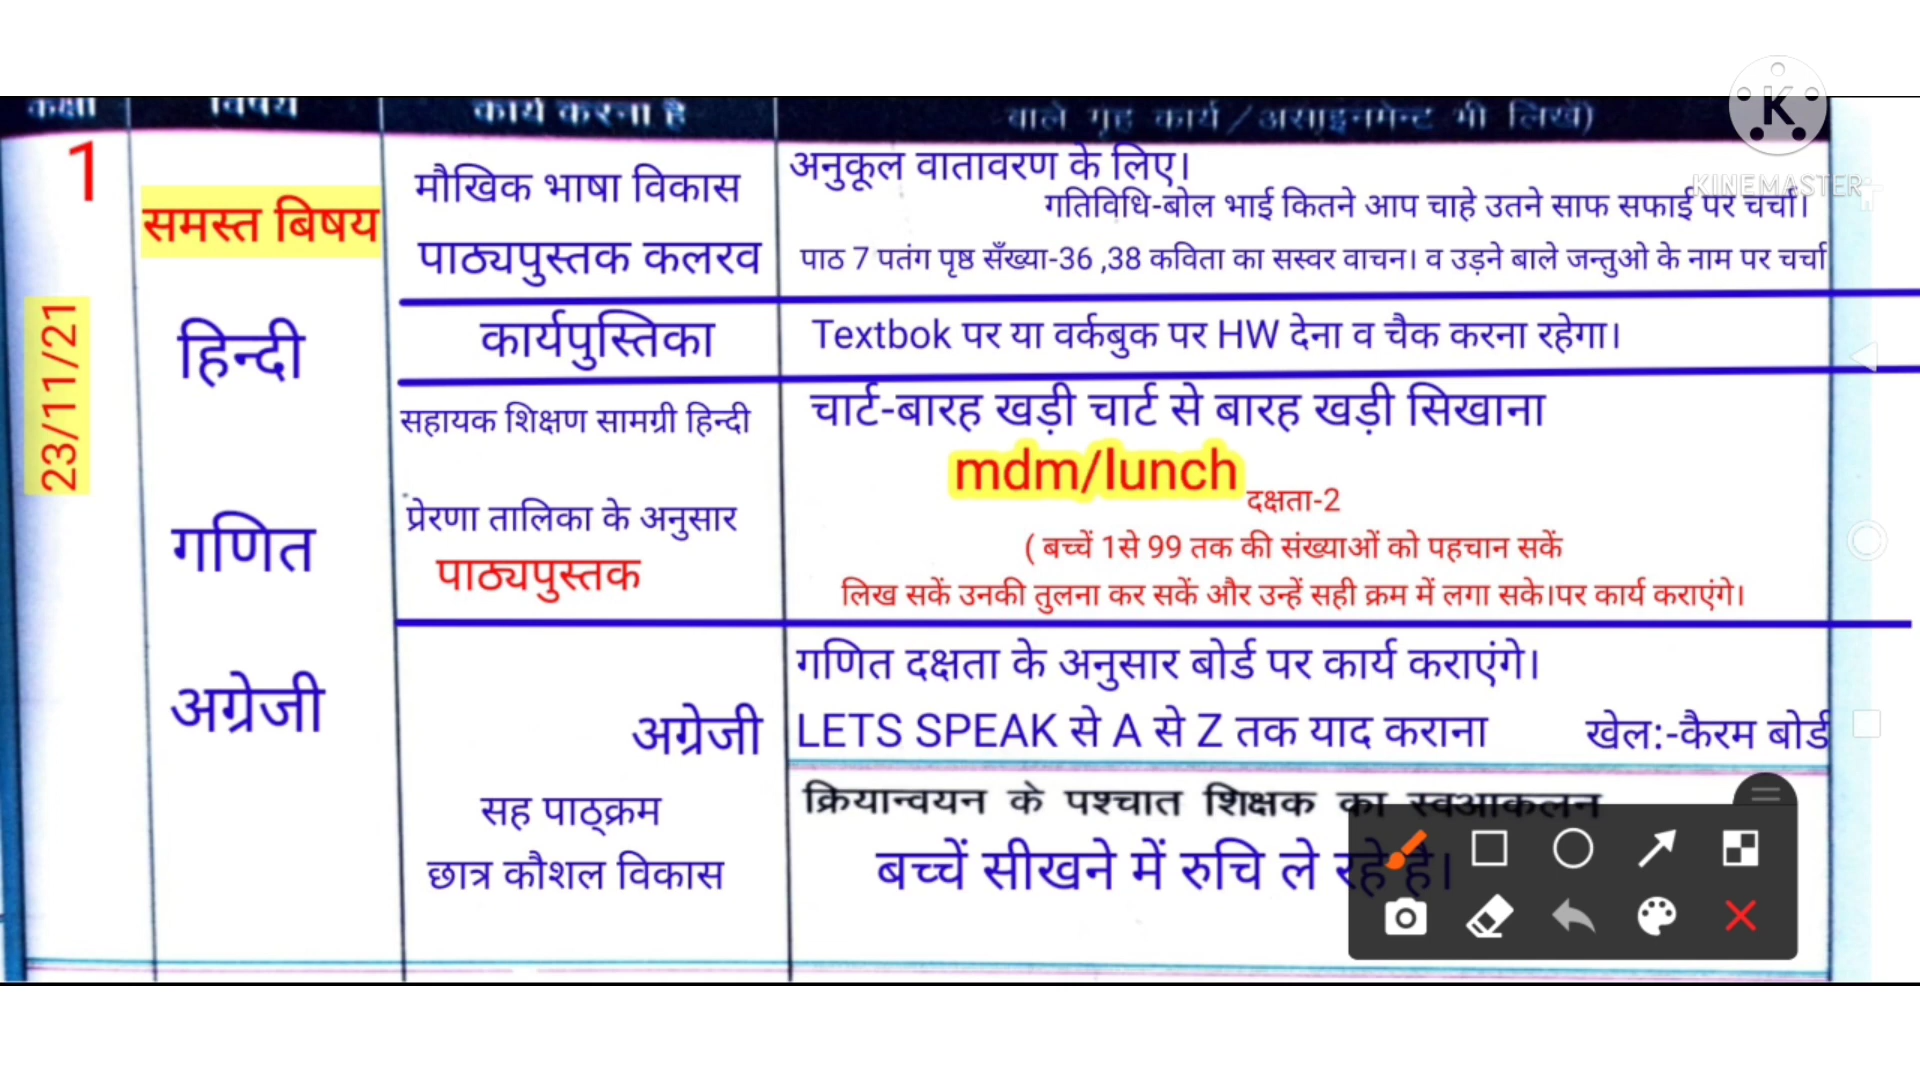 कक्षा विषय कार्य करना है वाले गृह कार्य / असाइनमेन्ट भी लिखें)
1
23/11/21
समस्त बिषय
हिन्दी
गणित
अग्रेजी
मौखिक भाषा विकास
अनुकूल वातावरण के लिए।
गतिविधि-बोल भाई कितने आप चाहे उतने साफ सफाई पर चर्चा।
पाठ्यपुस्तक कलरव
पाठ 7 पतंग पृष्ठ सँख्या-36 ,38 कविता का सस्वर वाचन। व उड़ने बाले जन्तुओ के नाम पर चर्चा
कार्यपुस्तिका
Textbok पर या वर्कबुक पर HW देना व चैक करना रहेगा।
सहायक शिक्षण सामग्री हिन्दी
चार्ट-बारह खड़ी चार्ट से बारह खड़ी सिखाना
mdm/lunch
प्रेरणा तालिका के अनुसार
पाठ्यपुस्तक
दक्षता-2
( बच्चें 1से 99 तक की संख्याओं को पहचान सकें
लिख सकें उनकी तुलना कर सकें और उन्हें सही क्रम में लगा सके।पर कार्य कराएंगे।
गणित दक्षता के अनुसार बोर्ड पर कार्य कराएंगे।
अग्रेजी
LETS SPEAK से A से Z तक याद कराना
खेल:-कैरम बोर्ड
सह पाठ्क्रम
छात्र कौशल विकास
क्रियान्वयन के पश्चात शिक्षक का स्वआकलन
बच्चें सीखने में रुचि ले रहे है।
K
KINEMASTER